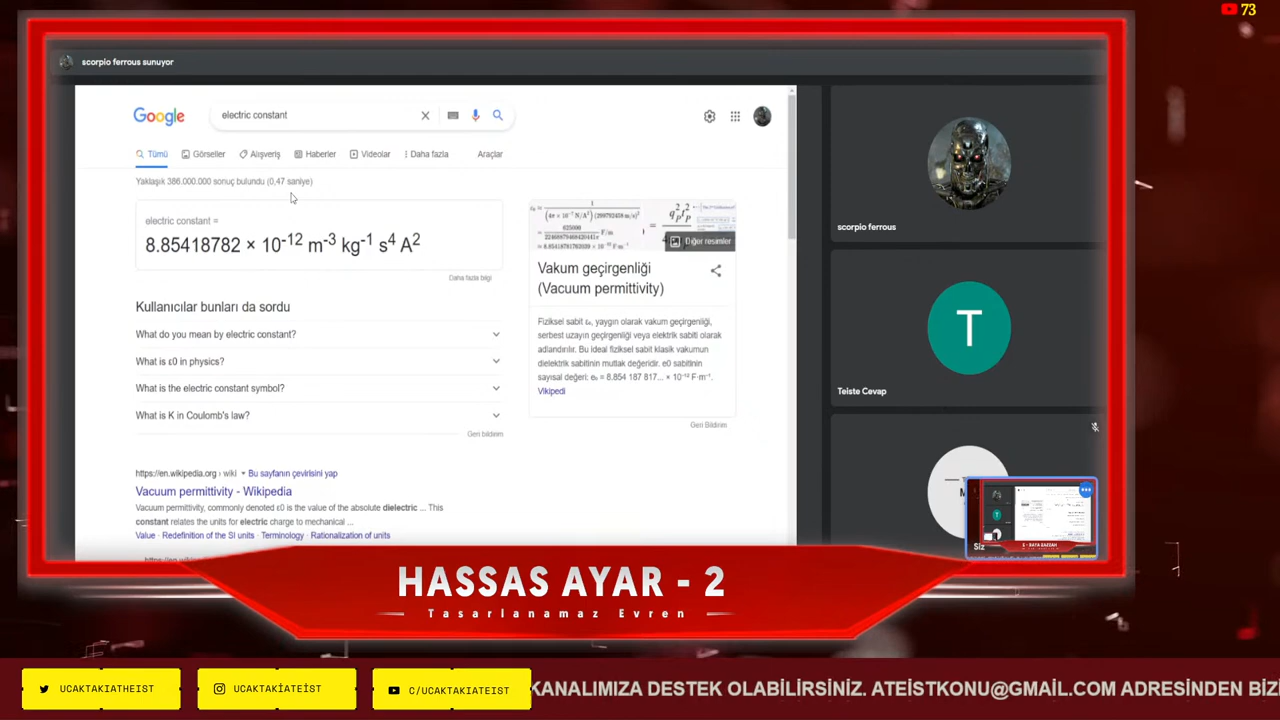 73
scorpio ferrous sunuyor
Google
electric constant
Tümü
Görseller
Alışveriş
Haberler
Videolar
Daha fazla
Araçlar
Yaklaşık 386.000.000 sonuç bulundu (0,47 saniye)
electric constant =
8.85418782 × 10-12 m-3 kg-1 s4 A2
Daha fazla bilgi
Kullanıcılar bunları da sordu
What do you mean by electric constant?
What is ε0 in physics?
What is the electric constant symbol?
What is K in Coulomb's law?
Geri bildirim
https://en.wikipedia.org › wiki Bu sayfanın çevirisini yap
Vacuum permittivity - Wikipedia
Vacuum permittivity, commonly denoted ε0 is the value of the absolute dielectric ... This
constant relates the units for electric charge to mechanical ...
Value · Redefinition of the SI units · Terminology · Rationalization of units
Diğer resimler
Vakum geçirgenliği
(Vacuum permittivity)
Fiziksel sabit ε₀, yaygın olarak vakum geçirgenliği,
serbest uzayın geçirgenliği veya elektrik sabiti olarak
adlandırılır. Bu ideal fiziksel sabit klasik vakumun
dielektrik sabitinin mutlak değeridir. e0 sabitinin
sayısal değeri: e₀ = 8.854 187 817... × 10⁻¹² F·m⁻¹.
Vikipedi
Geri Bildirim
scorpio ferrous
T
Teiste Cevap
Siz
HASSAS AYAR - 2
Tasarlanamaz Evren
UCAKTAKIATHEIST
UCAKTAKİATEİST
C/UCAKTAKIATEIST
KANALIMIZA DESTEK OLABİLİRSİNİZ. ATEISTKONU@GMAİL.COM ADRESİNDEN BİZİ